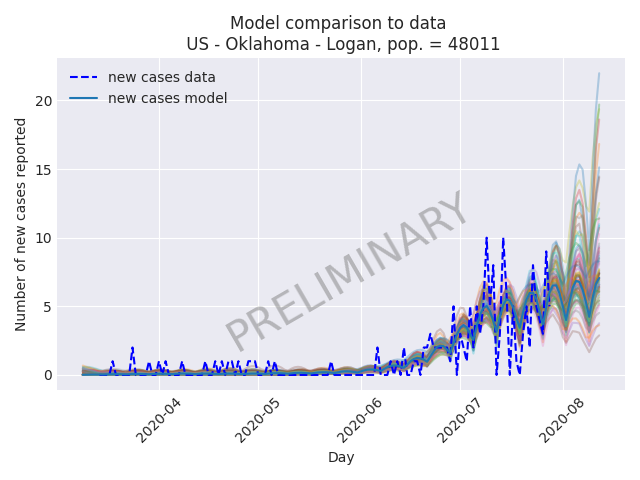 Model comparison to data
US - Oklahoma - Logan, pop. = 48011
new cases data
new cases model
Number of new cases reported
20
15
10
5
0
PRELIMINARY
2020-04
2020-05
2020-06
2020-07
2020-08
Day